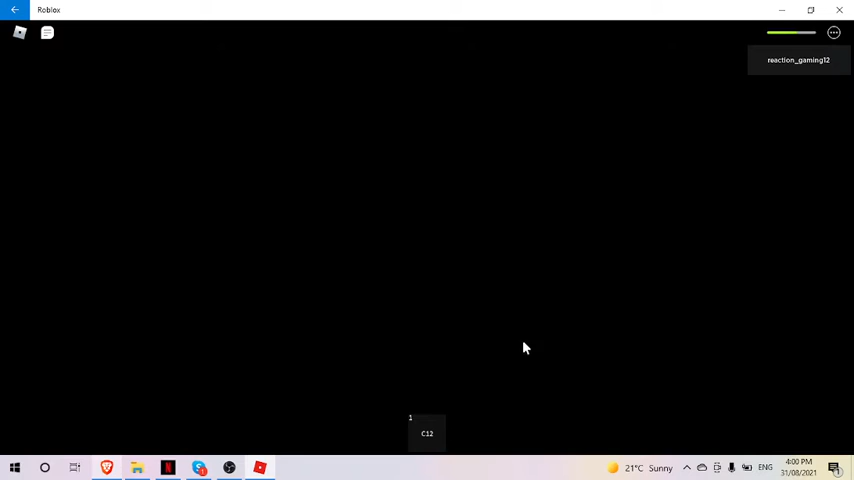 Roblox
reaction_gaming12
1
C12
21°C Sunny
ENG
4:00 PM
31/08/2021